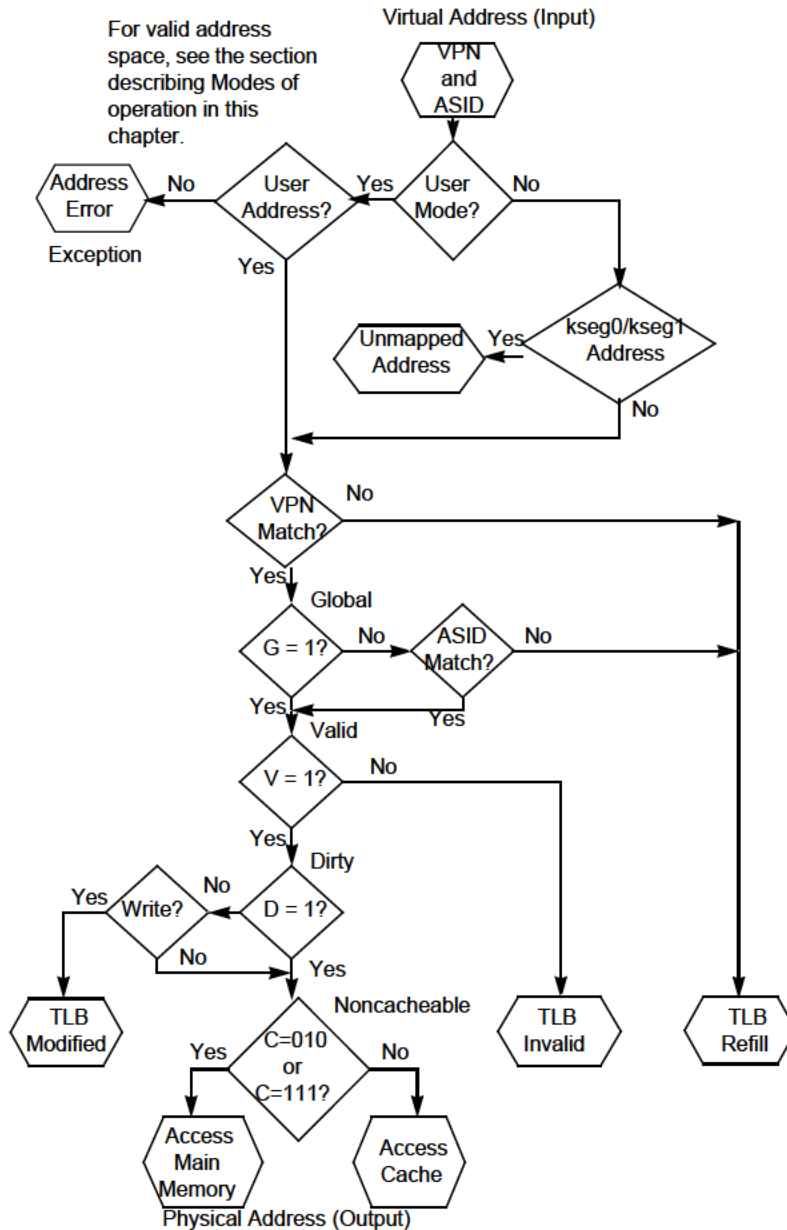 Virtual Address (Input)
For valid address
space, see the section
describing Modes of
operation in this
chapter.
VPN
and
ASID
Address
Error
No
User
Address?
Yes
User
Mode?
No
Exception
Yes
Unmapped
Address
Yes
kseg0/kseg1
Address
No
VPN
Match?
No
Yes
Global
G = 1?
No
ASID
Match?
No
Yes
Yes
Valid
V = 1?
No
Yes
Dirty
Yes
Write?
No
D = 1?
No
Yes
TLB
Modified
Noncacheable
TLB
Invalid
TLB
Refill
Yes
C=010
or
C=111?
No
Access
Main
Memory
Access
Cache
Physical Address (Output)